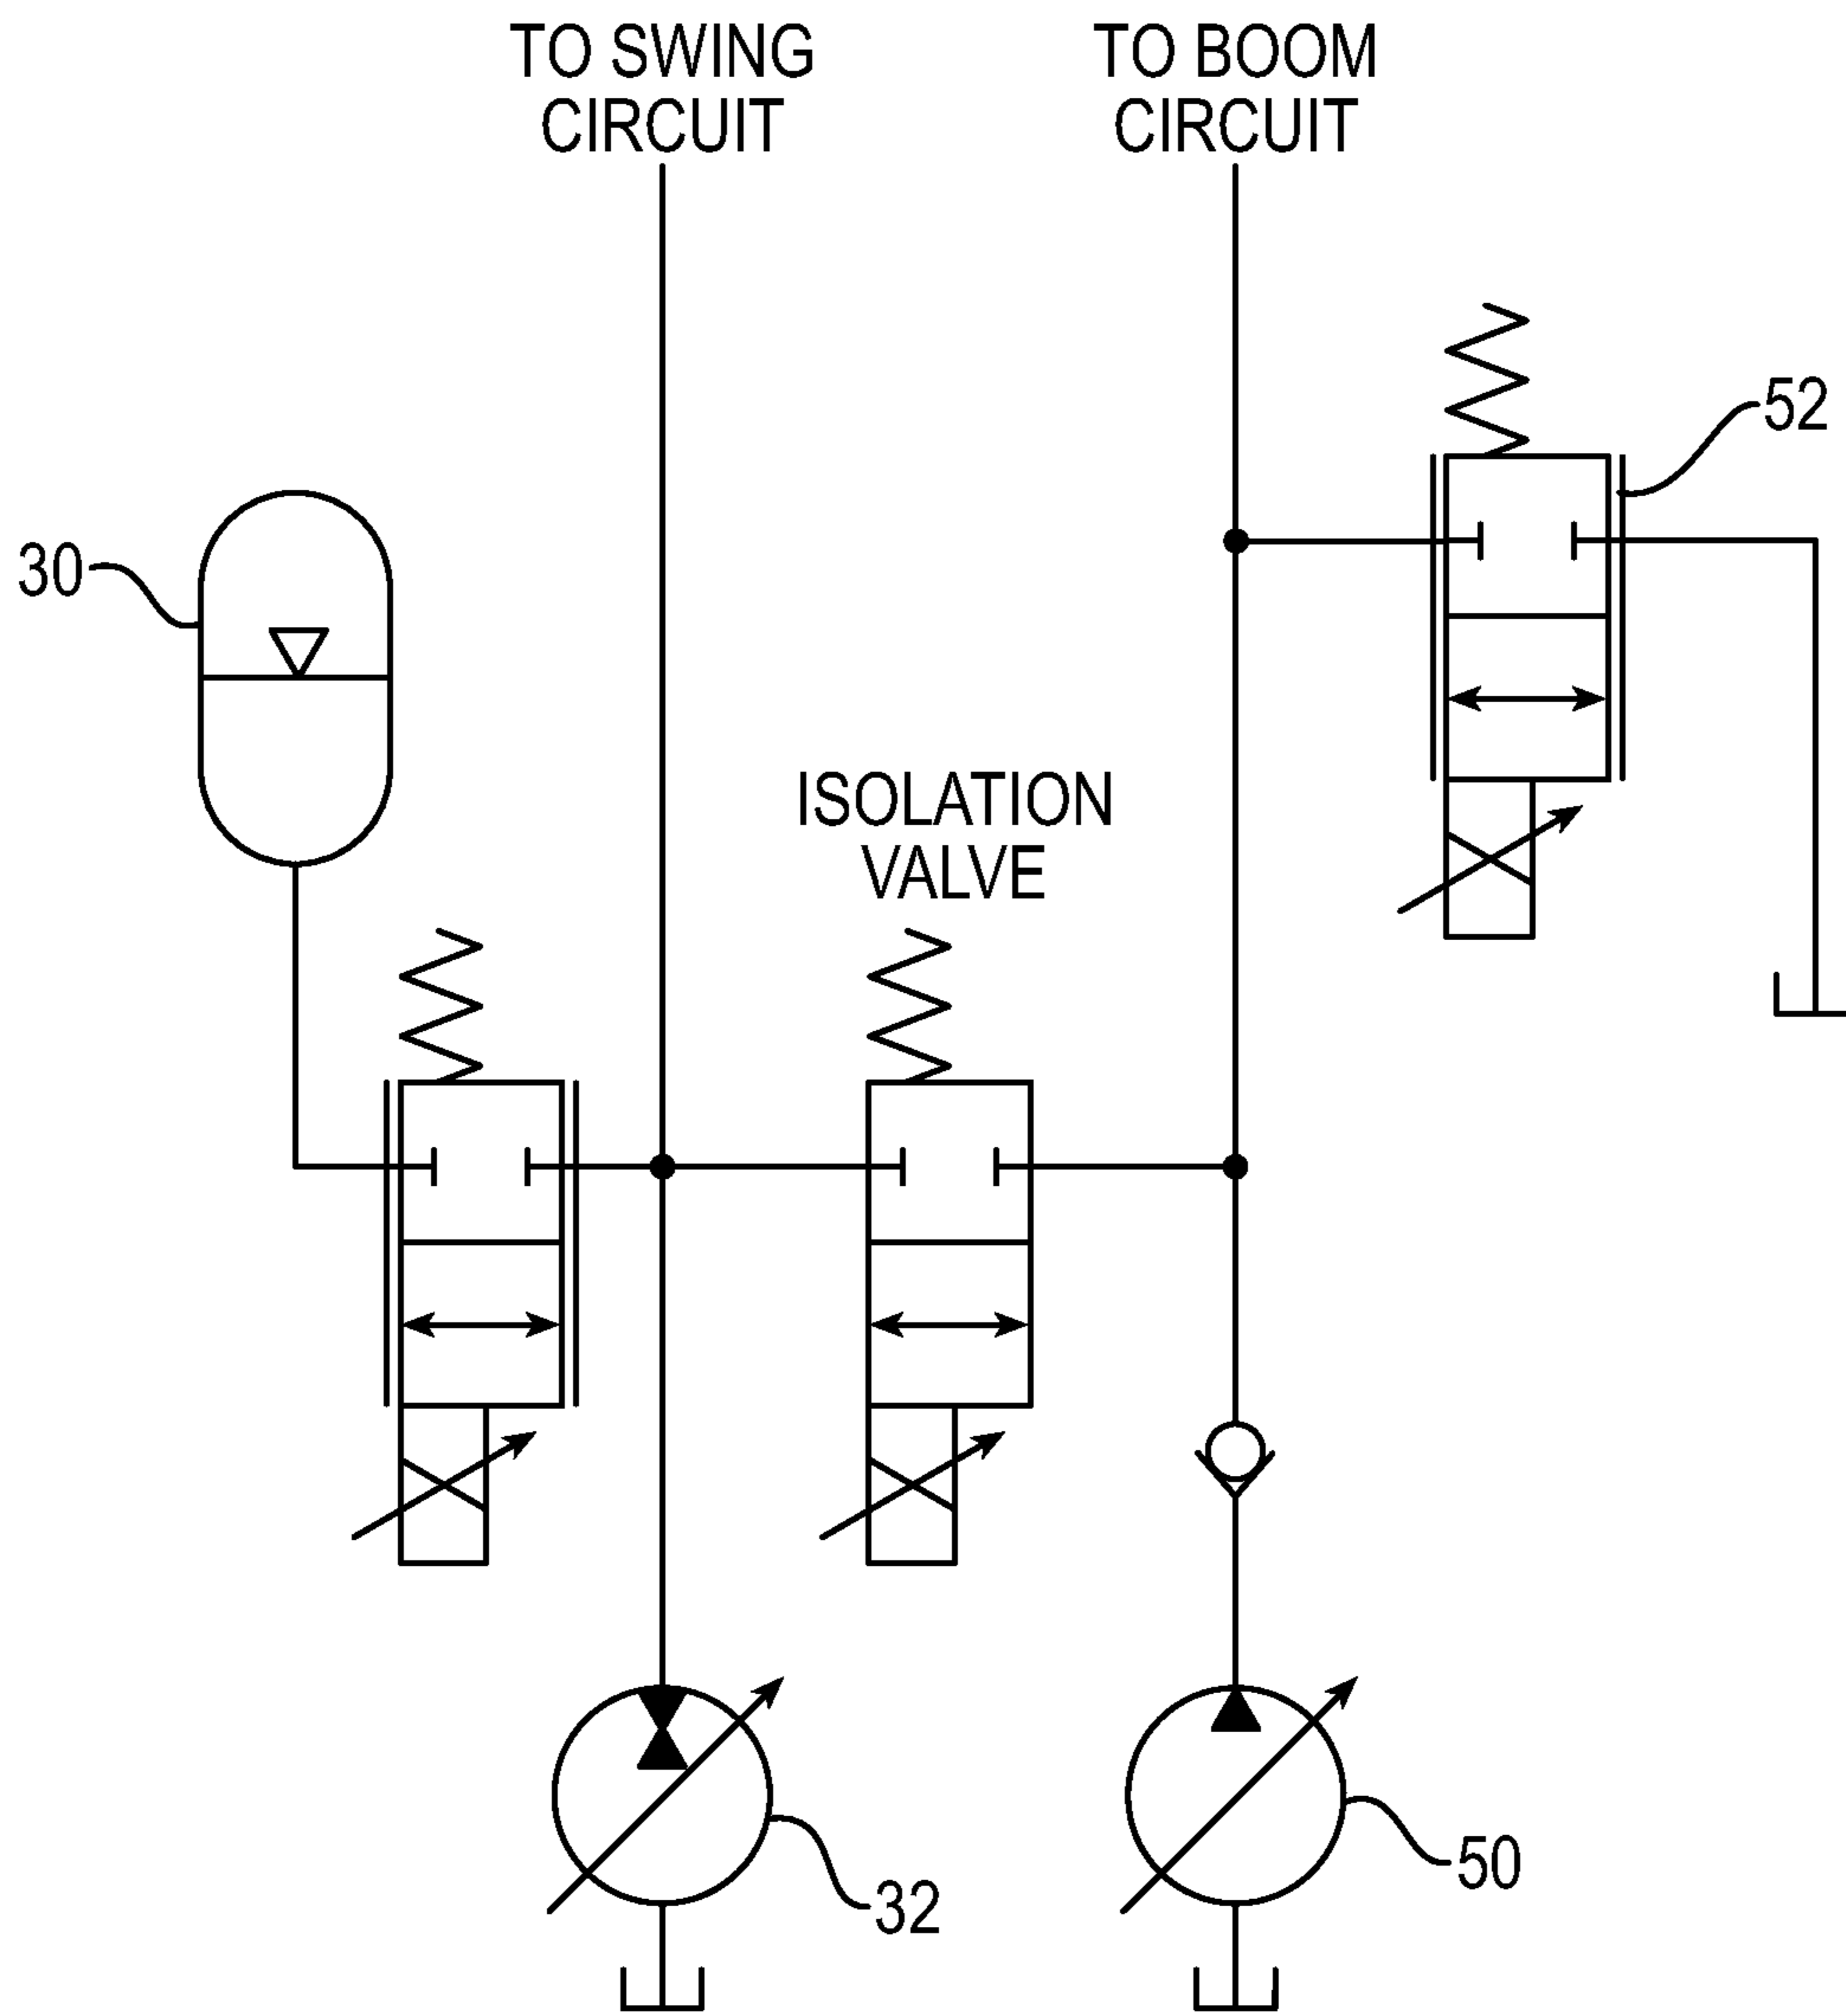 TO SWING
CIRCUIT
TO BOOM
CIRCUIT
52
30
ISOLATION
VALVE
50
32